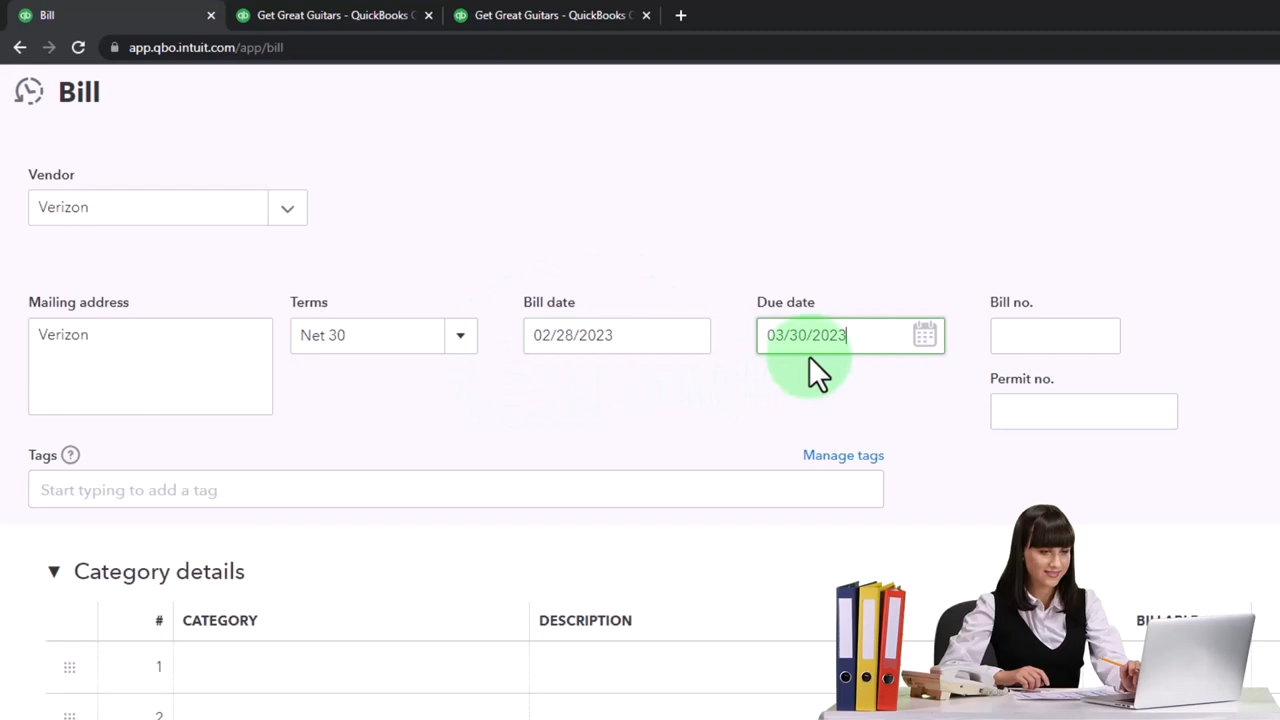 Bill
Get Great Guitars - QuickBooks
Get Great Guitars - QuickBooks
app.qbo.intuit.com/app/bill
Bill
Vendor
Verizon
Mailing address
Terms
Bill date
Due date
Bill no.
Verizon
Net 30
02/28/2023
03/30/2023
Permit no.
Tags ?
Manage tags
Start typing to add a tag
Category details
# CATEGORY DESCRIPTION
1
2